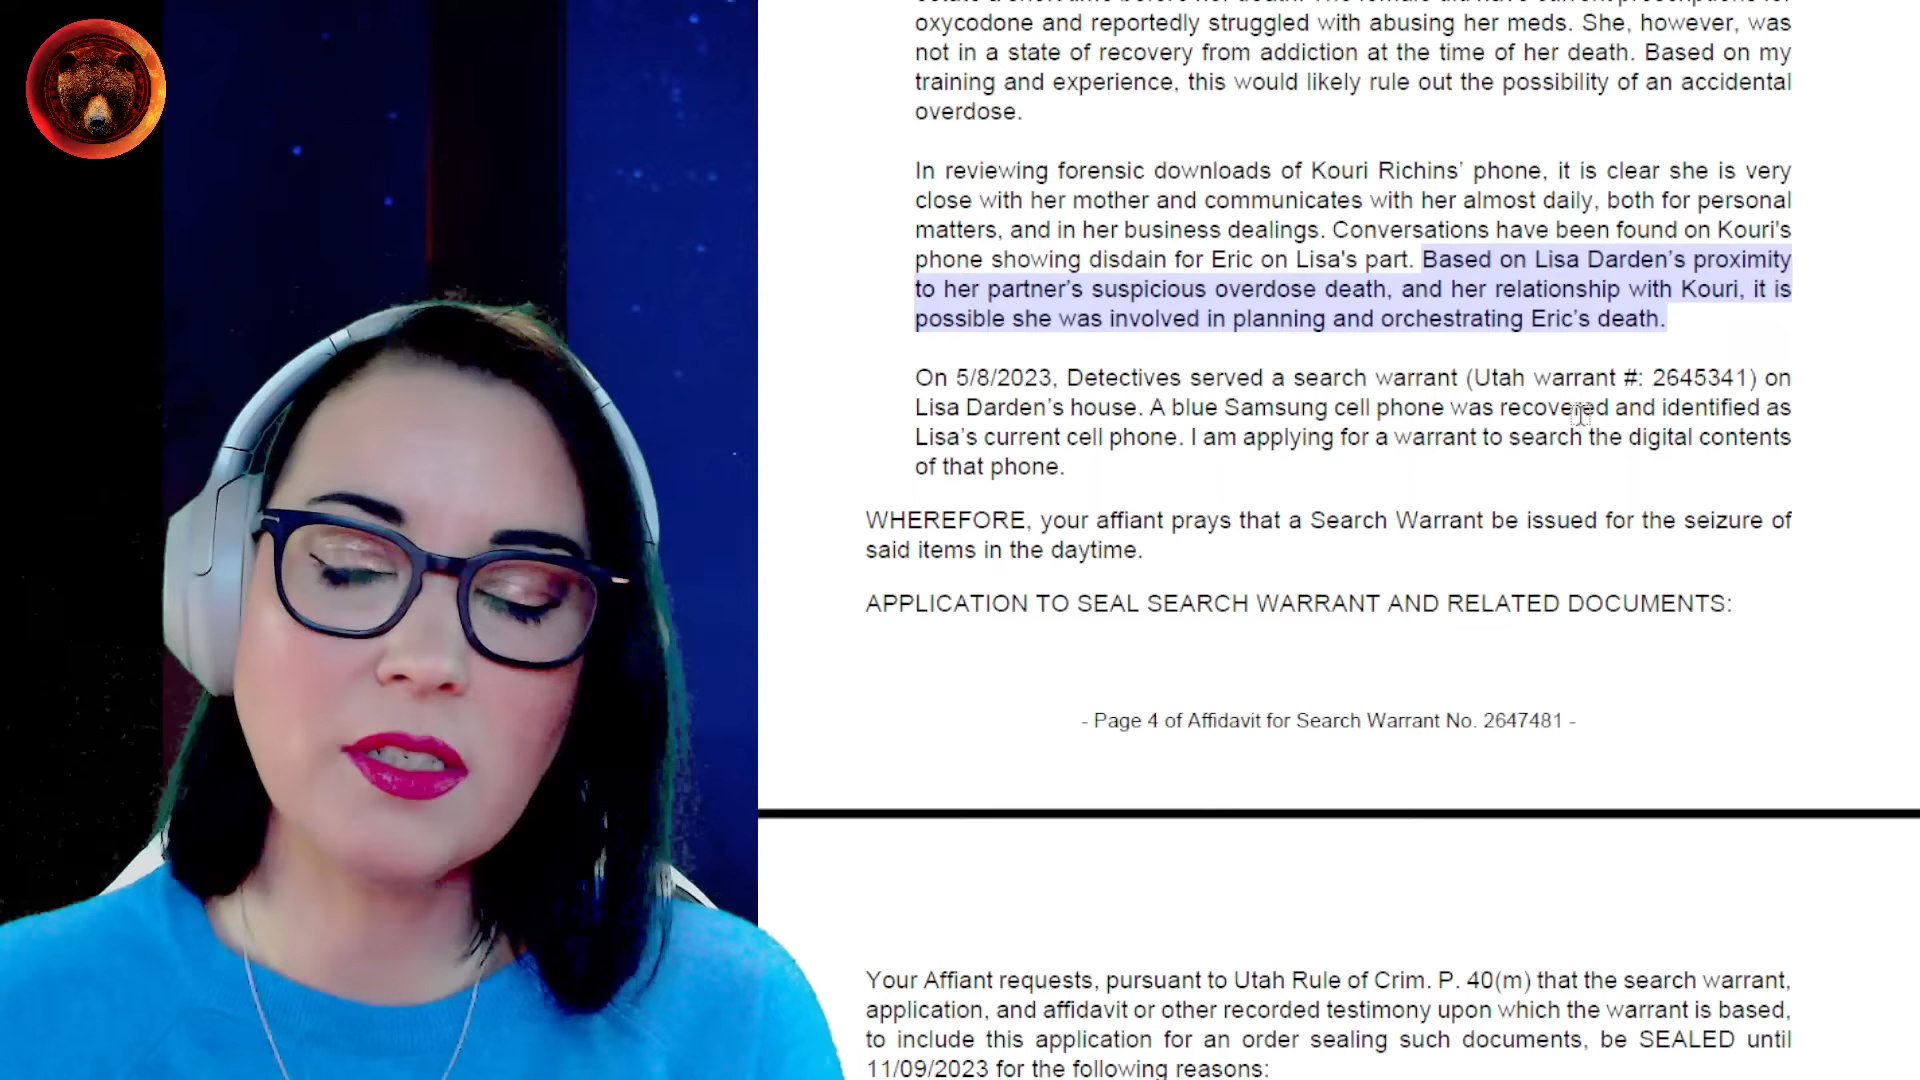 oxycodone and reportedly struggled with abusing her meds. She, however, was
not in a state of recovery from addiction at the time of her death. Based on my
training and experience, this would likely rule out the possibility of an accidental
overdose.
In reviewing forensic downloads of Kouri Richins' phone, it is clear she is very
close with her mother and communicates with her almost daily, both for personal
matters, and in her business dealings. Conversations have been found on Kouri's
phone showing disdain for Eric on Lisa's part. Based on Lisa Darden's proximity
to her partner's suspicious overdose death, and her relationship with Kouri, it is
possible she was involved in planning and orchestrating Eric's death.
On 5/8/2023, Detectives served a search warrant (Utah warrant #: 2645341) on
Lisa Darden's house. A blue Samsung cell phone was recovered and identified as
Lisa's current cell phone. I am applying for a warrant to search the digital contents
of that phone.
WHEREFORE, your affiant prays that a Search Warrant be issued for the seizure of
said items in the daytime.
APPLICATION TO SEAL SEARCH WARRANT AND RELATED DOCUMENTS:
- Page 4 of Affidavit for Search Warrant No. 2647481 -
Your Affiant requests, pursuant to Utah Rule of Crim. P. 40(m) that the search warrant,
application, and affidavit or other recorded testimony upon which the warrant is based,
to include this application for an order sealing such documents, be SEALED until
11/09/2023 for the following reasons: